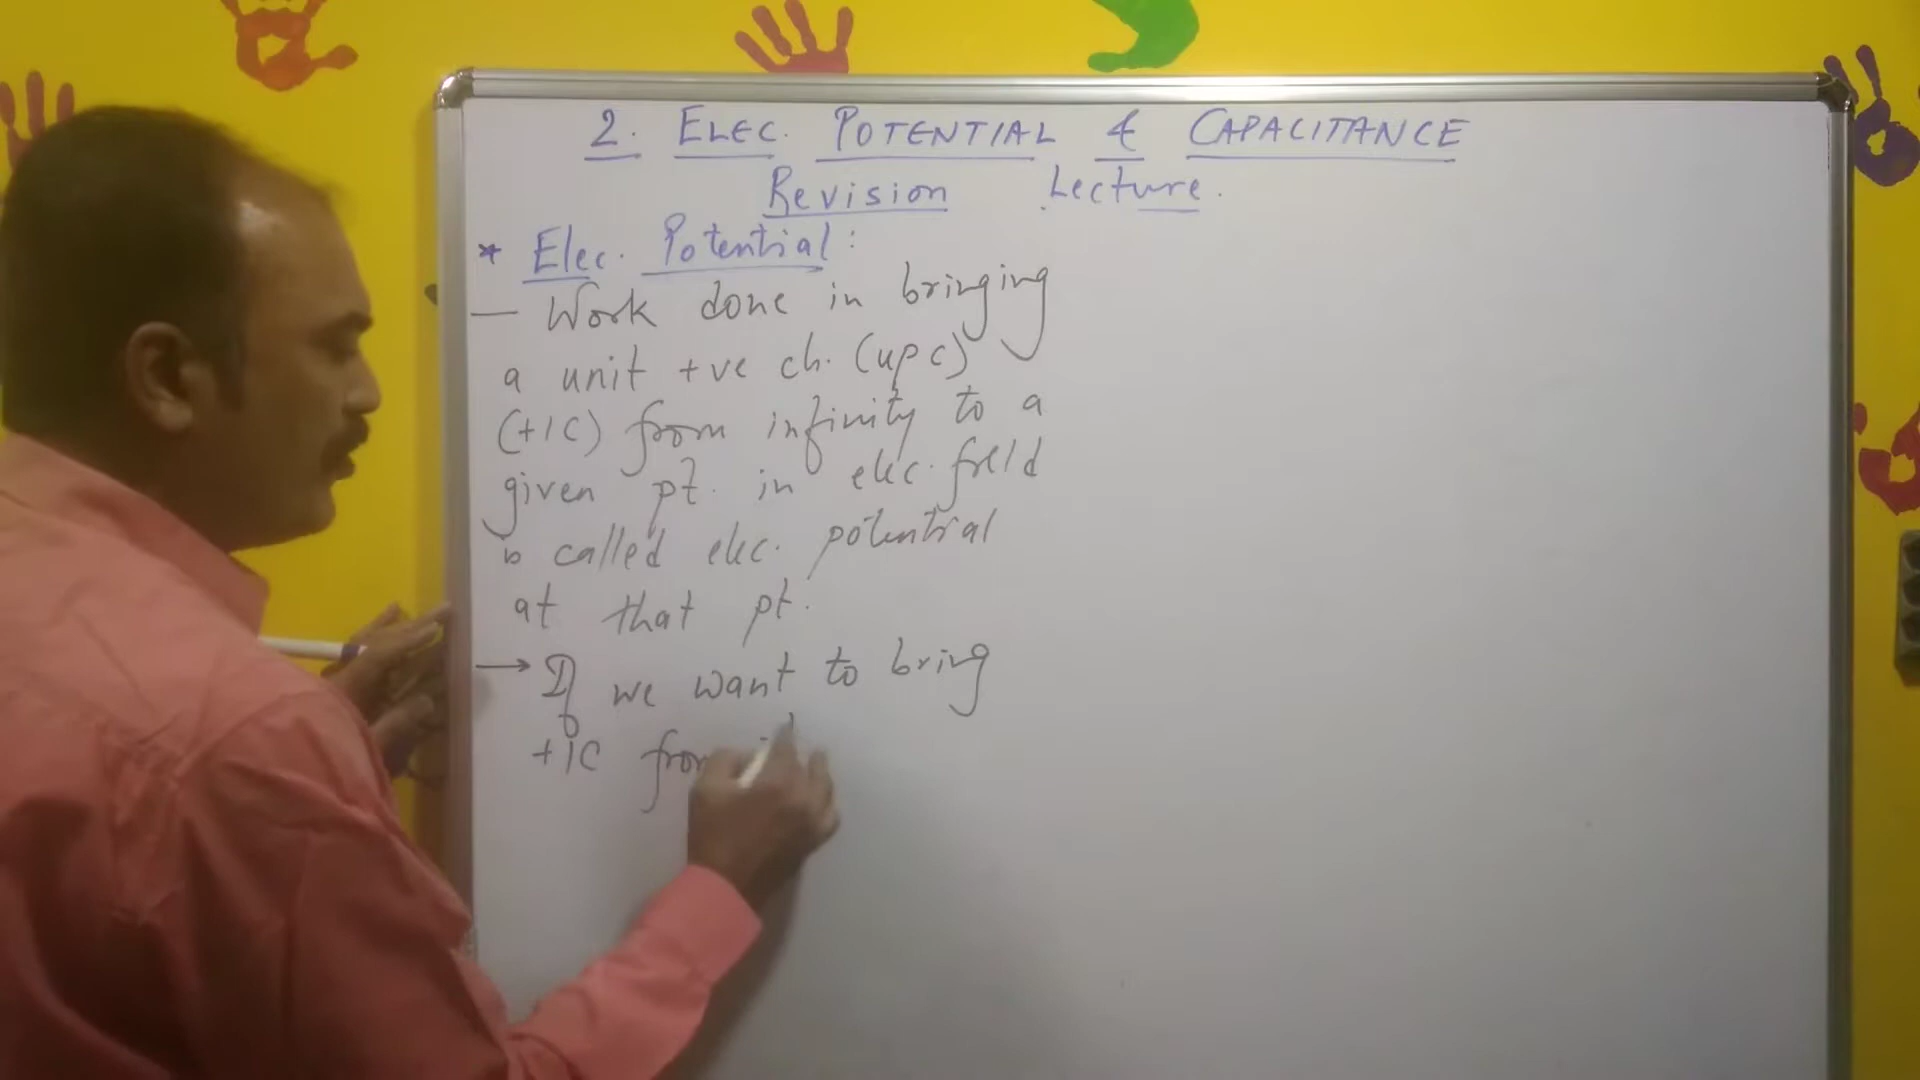 2. ELEC. POTENTIAL & CAPACITANCE
Revision Lecture.
* Elec. Potential:
— Work done in bringing
a unit +ve ch. (upc)
(+1C) from infinity to a
given pt. in elec. field
is called elec. potential
at that pt.
→ If we want to bring
+1C from